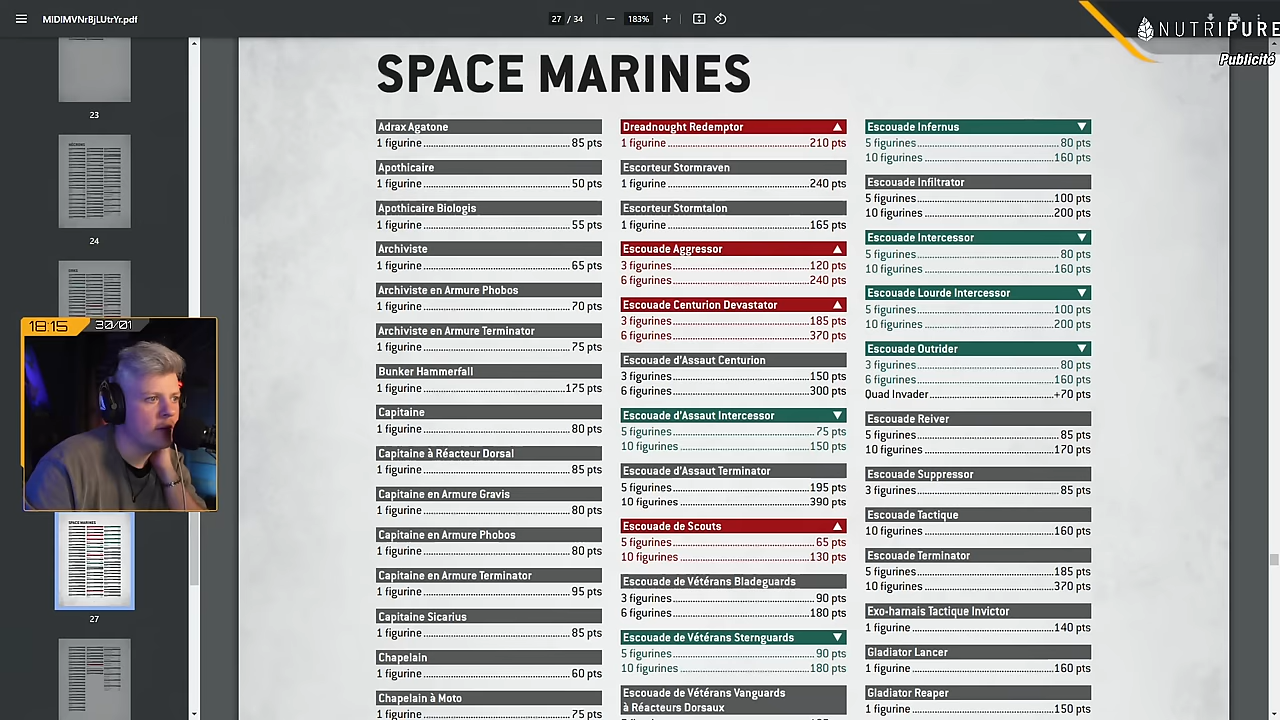 MIDIMVNrBjLUtrYr.pdf
27 / 34
183%
NUTRIPURE
Publicité
23
24
18:15 30/01
27
SPACE MARINES
Adrax Agatone
1 figurine 85 pts
Apothicaire
1 figurine 50 pts
Apothicaire Biologis
1 figurine 55 pts
Archiviste
1 figurine 65 pts
Archiviste en Armure Phobos
1 figurine 70 pts
Archiviste en Armure Terminator
1 figurine 75 pts
Bunker Hammerfall
1 figurine 175 pts
Capitaine
1 figurine 80 pts
Capitaine à Réacteur Dorsal
1 figurine 85 pts
Capitaine en Armure Gravis
1 figurine 80 pts
Capitaine en Armure Phobos
1 figurine 80 pts
Capitaine en Armure Terminator
1 figurine 95 pts
Capitaine Sicarius
1 figurine 85 pts
Chapelain
1 figurine 60 pts
Chapelain à Moto
1 figurine 75 pts
Dreadnought Redemptor ▲
1 figurine 210 pts
Escorteur Stormraven
1 figurine 240 pts
Escorteur Stormtalon
1 figurine 165 pts
Escouade Aggressor ▲
3 figurines 120 pts
6 figurines 240 pts
Escouade Centurion Devastator ▲
3 figurines 185 pts
6 figurines 370 pts
Escouade d'Assaut Centurion
3 figurines 150 pts
6 figurines 300 pts
Escouade d'Assaut Intercessor ▼
5 figurines 75 pts
10 figurines 150 pts
Escouade d'Assaut Terminator
5 figurines 195 pts
10 figurines 390 pts
Escouade de Scouts ▲
5 figurines 65 pts
10 figurines 130 pts
Escouade de Vétérans Bladeguards
3 figurines 90 pts
6 figurines 180 pts
Escouade de Vétérans Sternguards ▼
5 figurines 90 pts
10 figurines 180 pts
Escouade de Vétérans Vanguards
à Réacteurs Dorsaux
Escouade Infernus ▼
5 figurines 80 pts
10 figurines 160 pts
Escouade Infiltrator
5 figurines 100 pts
10 figurines 200 pts
Escouade Intercessor ▼
5 figurines 80 pts
10 figurines 160 pts
Escouade Lourde Intercessor ▼
5 figurines 100 pts
10 figurines 200 pts
Escouade Outrider ▼
3 figurines 80 pts
6 figurines 160 pts
Quad Invader +70 pts
Escouade Reiver
5 figurines 85 pts
10 figurines 170 pts
Escouade Suppressor
3 figurines 85 pts
Escouade Tactique
10 figurines 160 pts
Escouade Terminator
5 figurines 185 pts
10 figurines 370 pts
Exo-harnais Tactique Invictor
1 figurine 140 pts
Gladiator Lancer
1 figurine 160 pts
Gladiator Reaper
1 figurine 150 pts